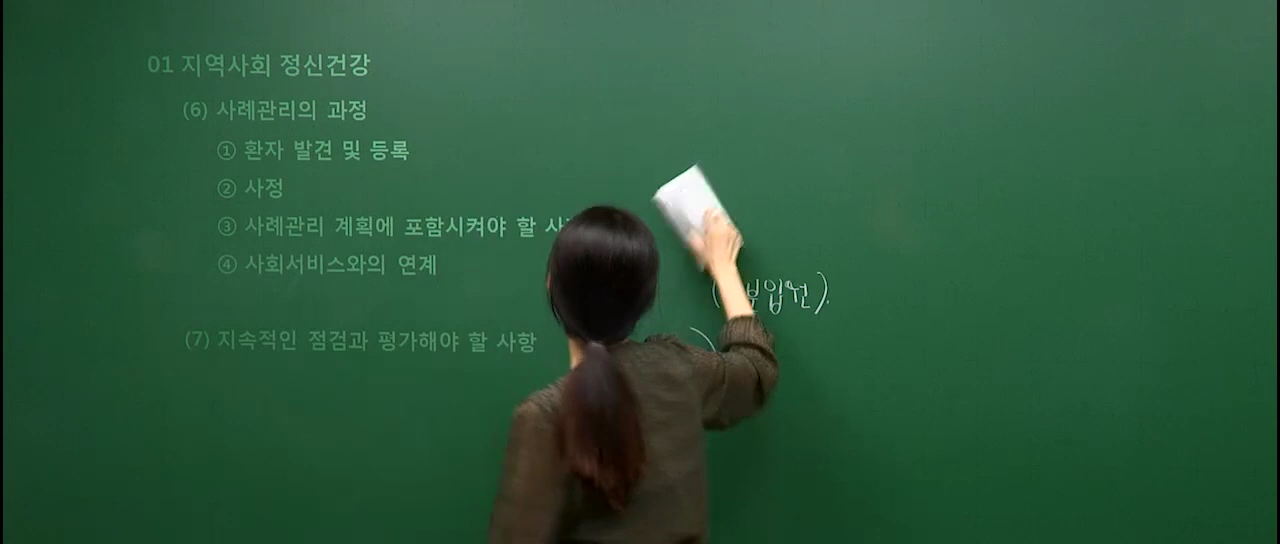 01 지역사회 정신건강
(6) 사례관리의 과정
① 환자 발견 및 등록
② 사정
③ 사례관리 계획에 포함시켜야 할
④ 사회서비스와의 연계
(7) 지속적인 점검과 평가해야 할 사항